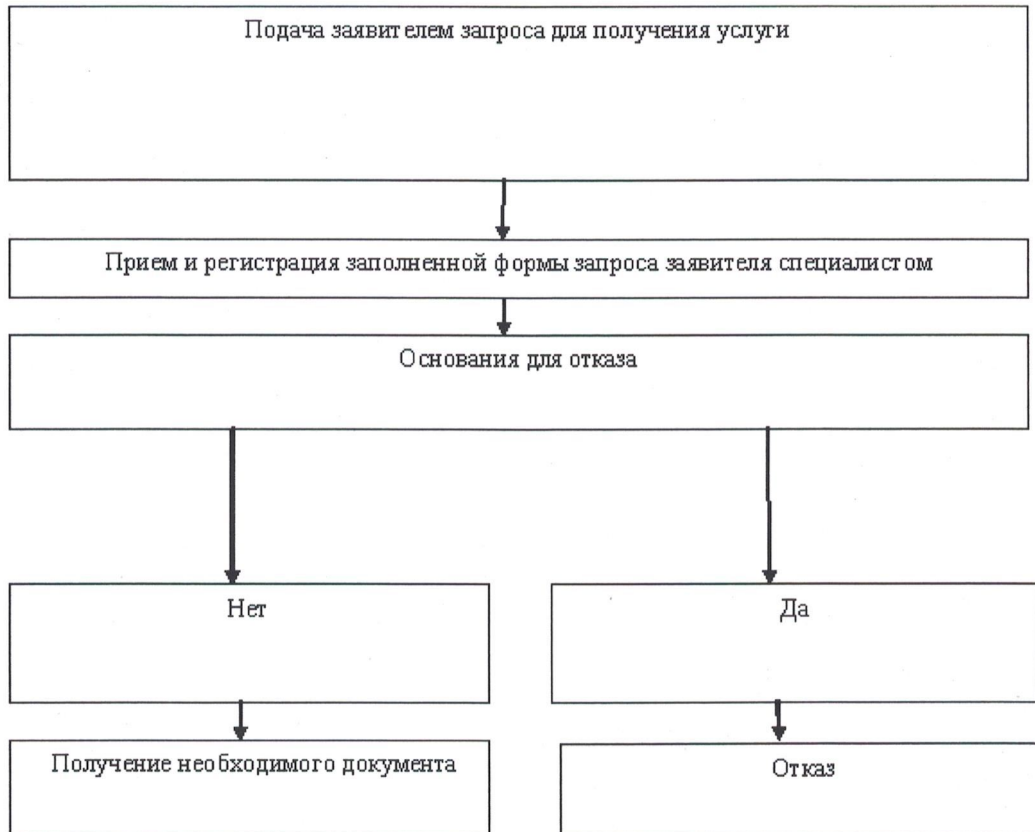 Подача заявителем запроса для получения услуги
Прием и регистрация заполненной формы запроса заявителя специалистом
Основания для отказа
Нет
Да
Получение необходимого документа
Отказ